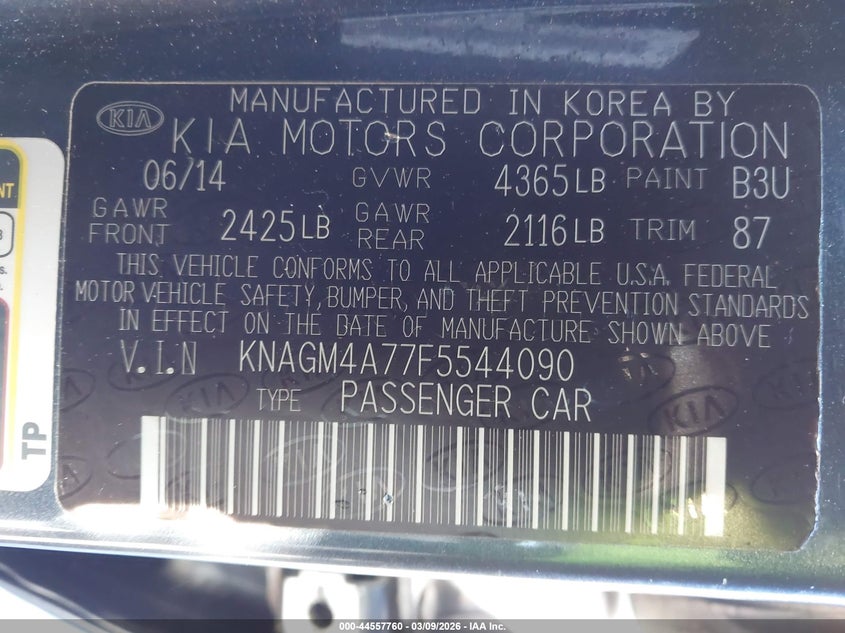 MANUFACTURED IN KOREA BY
KIA KIA MOTORS CORPORATION
06/14 GVWR 4365LB PAINT B3U
GAWR FRONT 2425LB GAWR REAR 2116LB TRIM 87
THIS VEHICLE CONFORMS TO ALL APPLICABLE U.S.A. FEDERAL
MOTOR VEHICLE SAFETY, BUMPER, AND THEFT PREVENTION STANDARDS
IN EFFECT ON THE DATE OF MANUFACTURE SHOWN ABOVE
V.I.N KNAGM4A77F5544090
TYPE PASSENGER CAR
TP
000-44557760 - 03/09/2026 - IAA Inc.